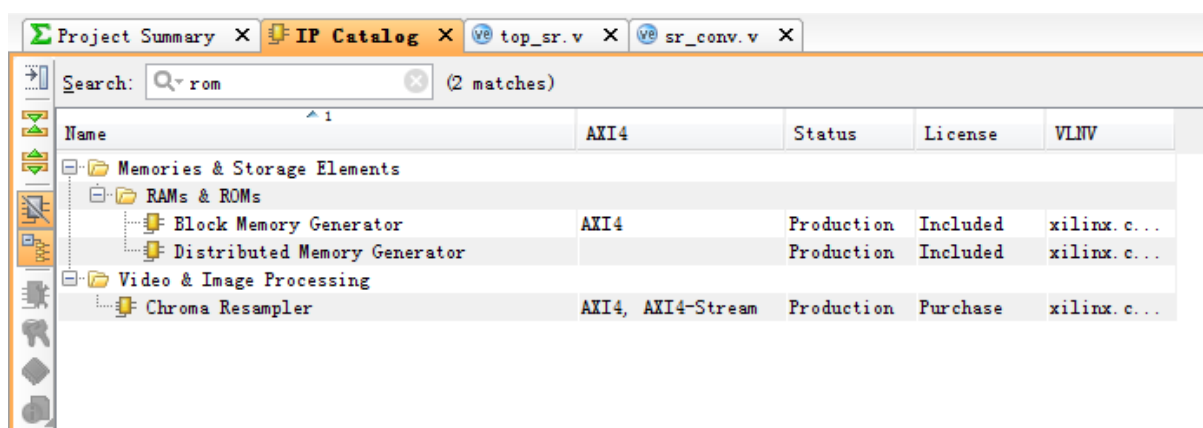 Project Summary X IP Catalog X top_sr.v X sr_conv.v X
Search: rom (2 matches)
Name 1 AXI4 Status License VLNV
Memories & Storage Elements
RAMs & ROMs
Block Memory Generator AXI4 Production Included xilinx.c...
Distributed Memory Generator Production Included xilinx.c...
Video & Image Processing
Chroma Resampler AXI4, AXI4-Stream Production Purchase xilinx.c...